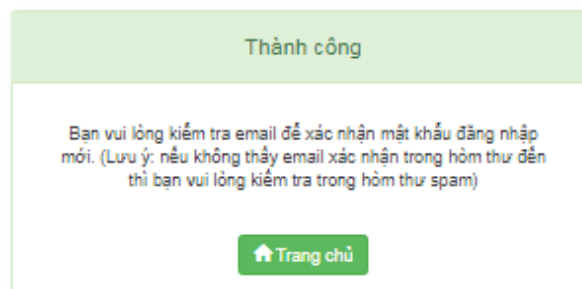 Thành công
Bạn vui lòng kiểm tra email để xác nhận mật khẩu đăng nhập
mới. (Lưu ý: nếu không thấy email xác nhận trong hòm thư đến
thì bạn vui lòng kiểm tra trong hòm thư spam)
Trang chủ